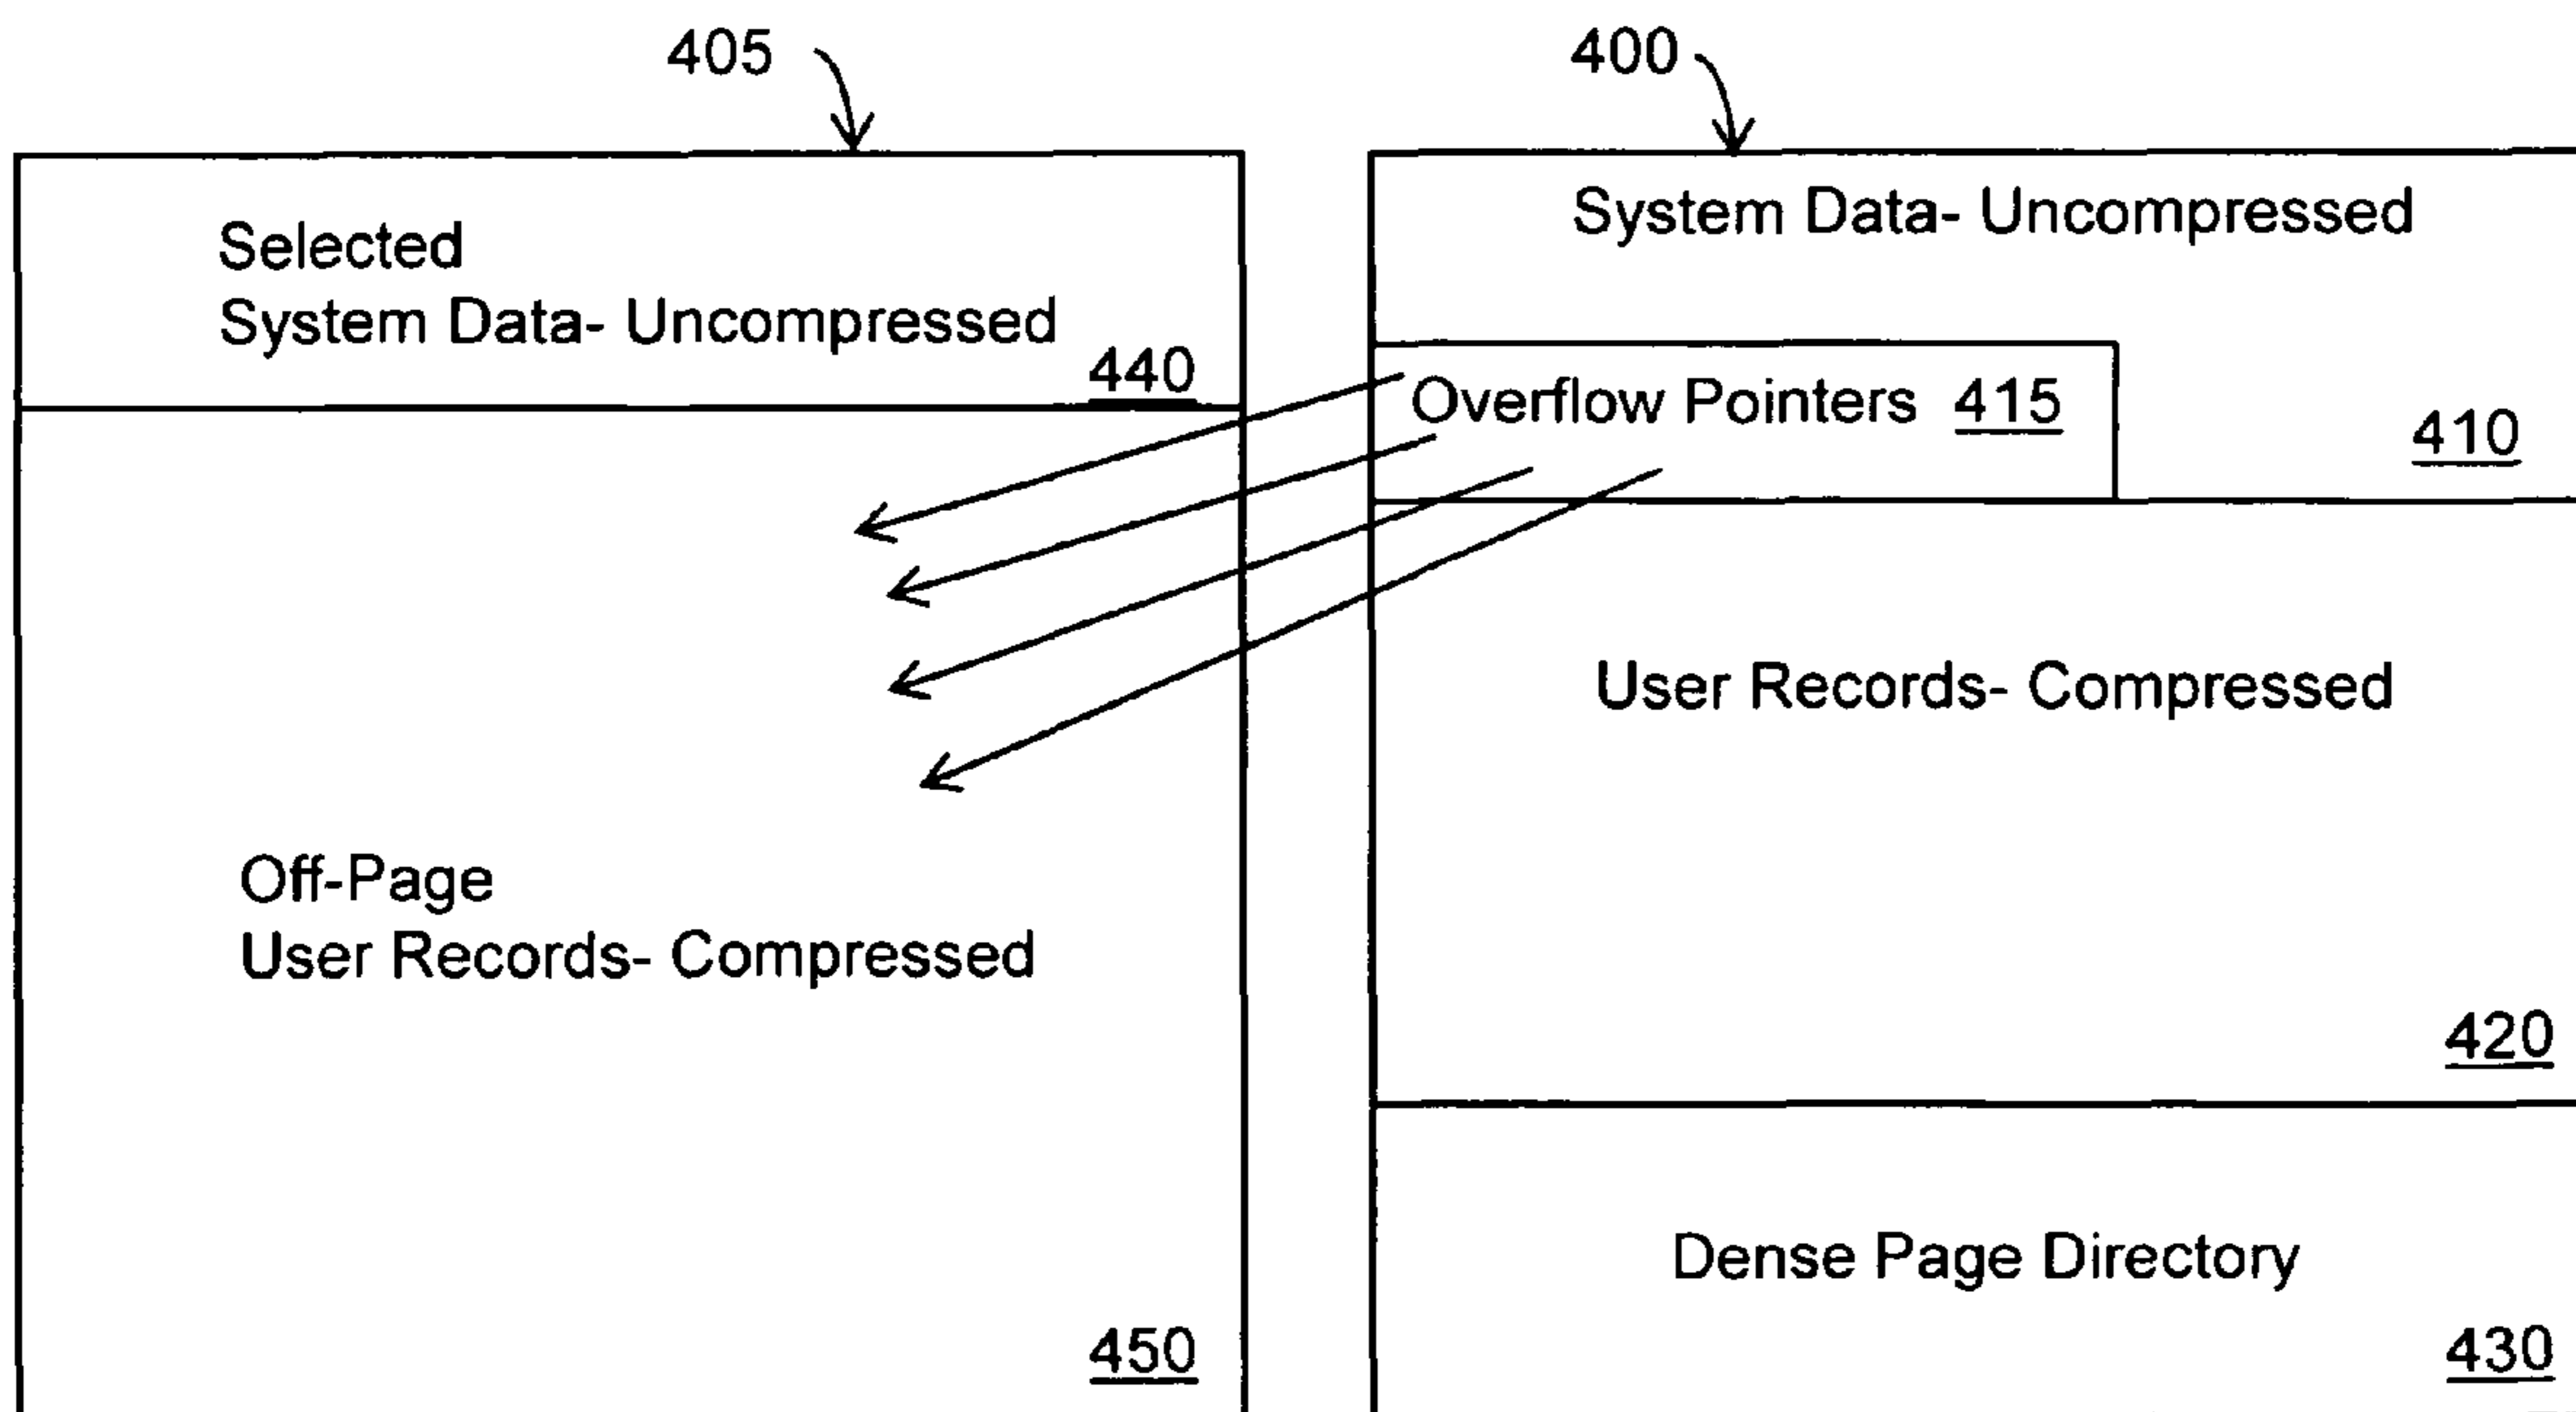 405
400
Selected
System Data- Uncompressed
440
System Data- Uncompressed
Overflow Pointers 415
410
User Records- Compressed
420
Off-Page
User Records- Compressed
450
Dense Page Directory
430